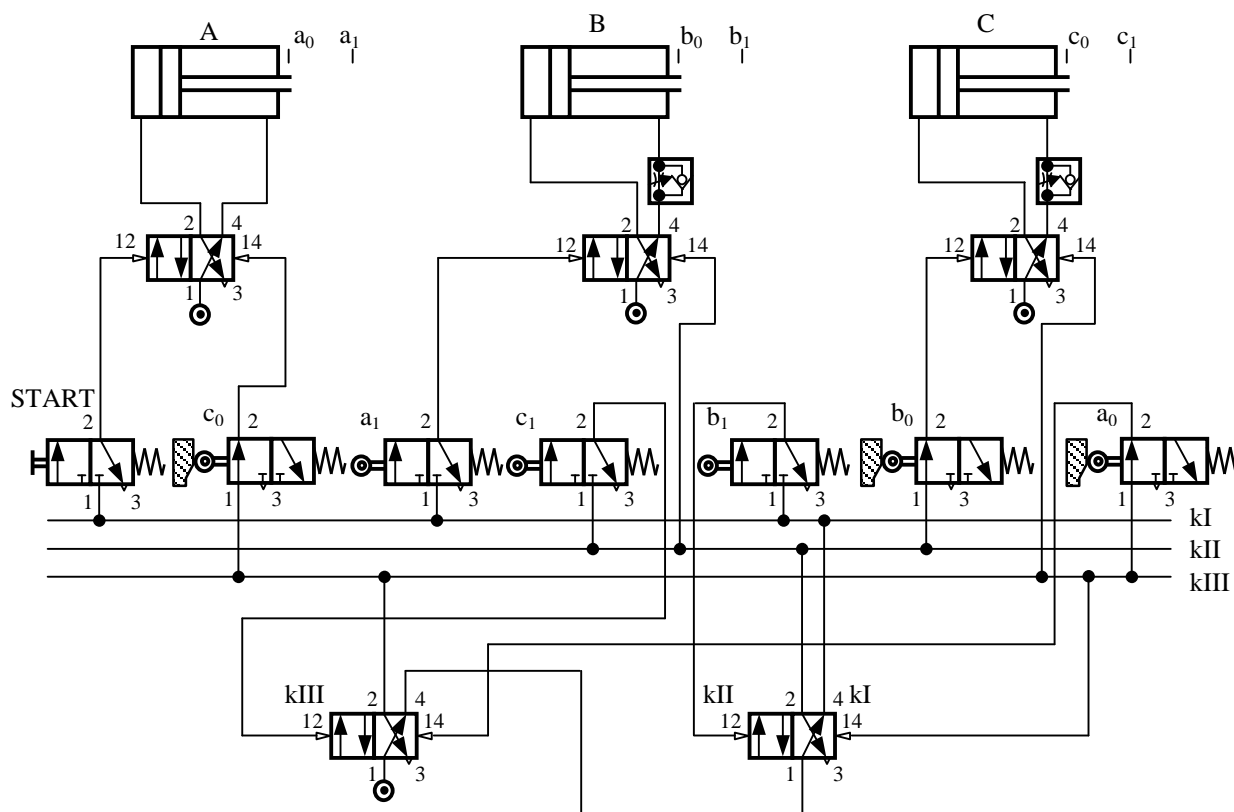 A a0 a1 B b0 b1 C c0 c1
2 4 2 4 2 4
12 14 12 14 12 14
1 3 1 3 1 3
START 2 c0 2 a1 2 c1 2 b1 2 b0 2 a0 2
1 3 1 3 1 3 1 3 1 3 1 3 1 3
kI
kII
kIII
kIII 2 4 kII 2 4 kI
12 14 12 14
1 3 1 3